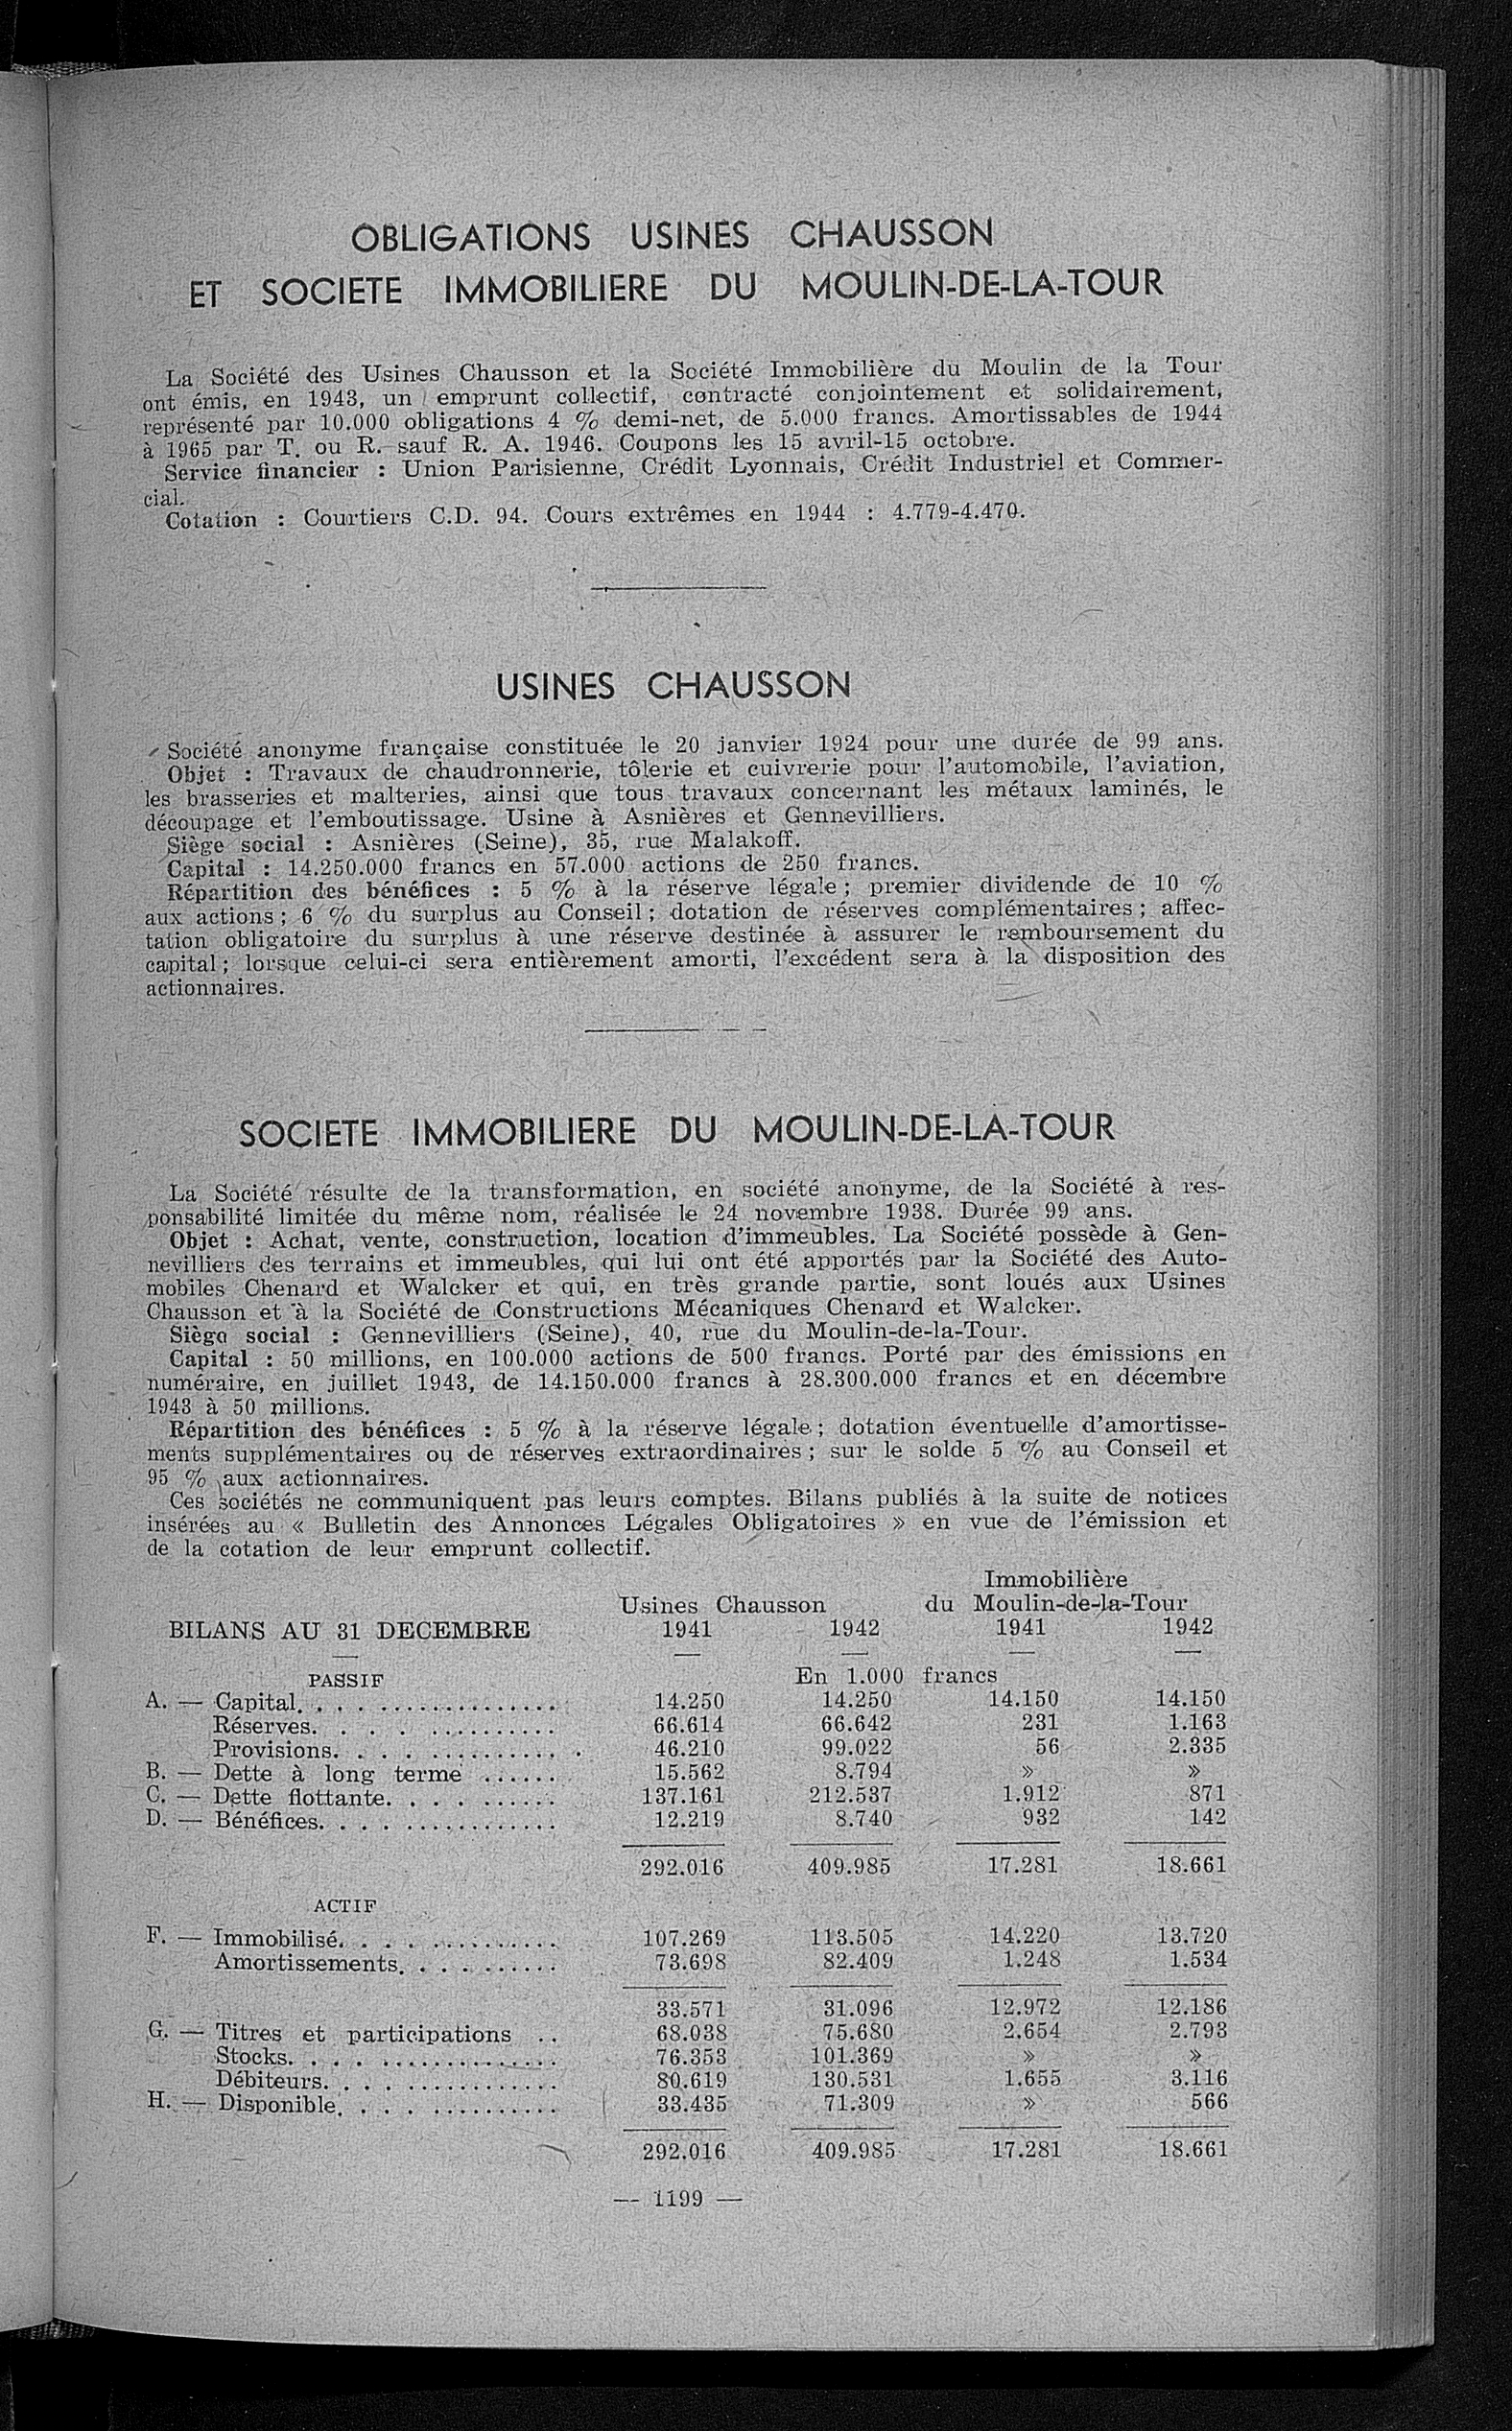 OBLIGATIONS USINES CHAUSSON
ET SOCIETE IMMOBILIERE DU MOULIN-DE-LA-TOUR
La Société des Usines Chausson et la Société Immobilière du Moulin de la Tour
ont émis, en 1943, un emprunt collectif, contracté conjointement et solidairement,
représenté par 10.000 obligations 4 % demi-net, de 5.000 francs. Amortissables de 1944
à 1965 par T. ou R. sauf R. A. 1946. Coupons les 15 avril-15 octobre.
Service financier : Union Parisienne, Crédit Lyonnais, Crédit Industriel et Commer-
cial.
Cotation : Courtiers C.D. 94. Cours extrêmes en 1944 : 4.779-4.470.
USINES CHAUSSON
Société anonyme française constituée le 20 janvier 1924 pour une durée de 99 ans.
Objet : Travaux de chaudronnerie, tôlerie et cuivrerie pour l'automobile, l'aviation,
les brasseries et malteries, ainsi que tous travaux concernant les métaux laminés, le
découpage et l'emboutissage. Usine à Asnières et Gennevilliers.
Siège social : Asnières (Seine), 35, rue Malakoff.
Capital : 14.250.000 francs en 57.000 actions de 250 francs.
Répartition des bénéfices : 5 % à la réserve légale ; premier dividende de 10 %
aux actions ; 6 % du surplus au Conseil ; dotation de réserves complémentaires ; affec-
tation obligatoire du surplus à une réserve destinée à assurer le remboursement du
capital ; lorsque celui-ci sera entièrement amorti, l'excédent sera à la disposition des
actionnaires.
SOCIETE IMMOBILIERE DU MOULIN-DE-LA-TOUR
La Société résulte de la transformation, en société anonyme, de la Société à res-
ponsabilité limitée du même nom, réalisée le 24 novembre 1938. Durée 99 ans.
Objet : Achat, vente, construction, location d'immeubles. La Société possède à Gen-
nevilliers des terrains et immeubles, qui lui ont été apportés par la Société des Auto-
mobiles Chenard et Walcker et qui, en très grande partie, sont loués aux Usines
Chausson et à la Société de Constructions Mécaniques Chenard et Walcker.
Siège social : Gennevilliers (Seine), 40, rue du Moulin-de-la-Tour.
Capital : 50 millions, en 100.000 actions de 500 francs. Porté par des émissions en
numéraire, en juillet 1943, de 14.150.000 francs à 28.300.000 francs et en décembre
1943 à 50 millions.
Répartition des bénéfices : 5 % à la réserve légale ; dotation éventuelle d'amortisse-
ments supplémentaires ou de réserves extraordinaires ; sur le solde 5 % au Conseil et
95 % aux actionnaires.
Ces sociétés ne communiquent pas leurs comptes. Bilans publiés à la suite de notices
insérées au « Bulletin des Annonces Légales Obligatoires » en vue de l'émission et
de la cotation de leur emprunt collectif.
Immobilière
Usines Chausson du Moulin-de-la-Tour
BILANS AU 31 DECEMBRE 1941 1942 1941 1942
PASSIF En 1.000 francs
A. — Capital. . . . . . . . . . . . . . . . . 14.250 14.250 14.150 14.150
Réserves. . . . . . . . . . . . . . . 66.614 66.642 231 1.163
Provisions. . . . . . . . . . . . . . . 46.210 99.022 56 2.335
B. — Dette à long terme ...... 15.562 8.794 » »
C. — Dette flottante. . . . . . . . . . 137.161 212.537 1.912 871
D. — Bénéfices. . . . . . . . . . . . . . . 12.219 8.740 932 142
292.016 409.985 17.281 18.661
ACTIF
F. — Immobilisé. . . . . . . . . . . . . . 107.269 113.505 14.220 13.720
Amortissements. . . . . . . . . . 73.698 82.409 1.248 1.534
33.571 31.096 12.972 12.186
G. — Titres et participations .. 68.038 75.680 2.654 2.793
Stocks. . . . . . . . . . . . . . . . . 76.353 101.369 » »
Débiteurs. . . . . . . . . . . . . . . 80.619 130.531 1.655 3.116
H. — Disponible. . . . . . . . . . . . . . 33.435 71.309 » 566
292.016 409.985 17.281 18.661
— 1199 —